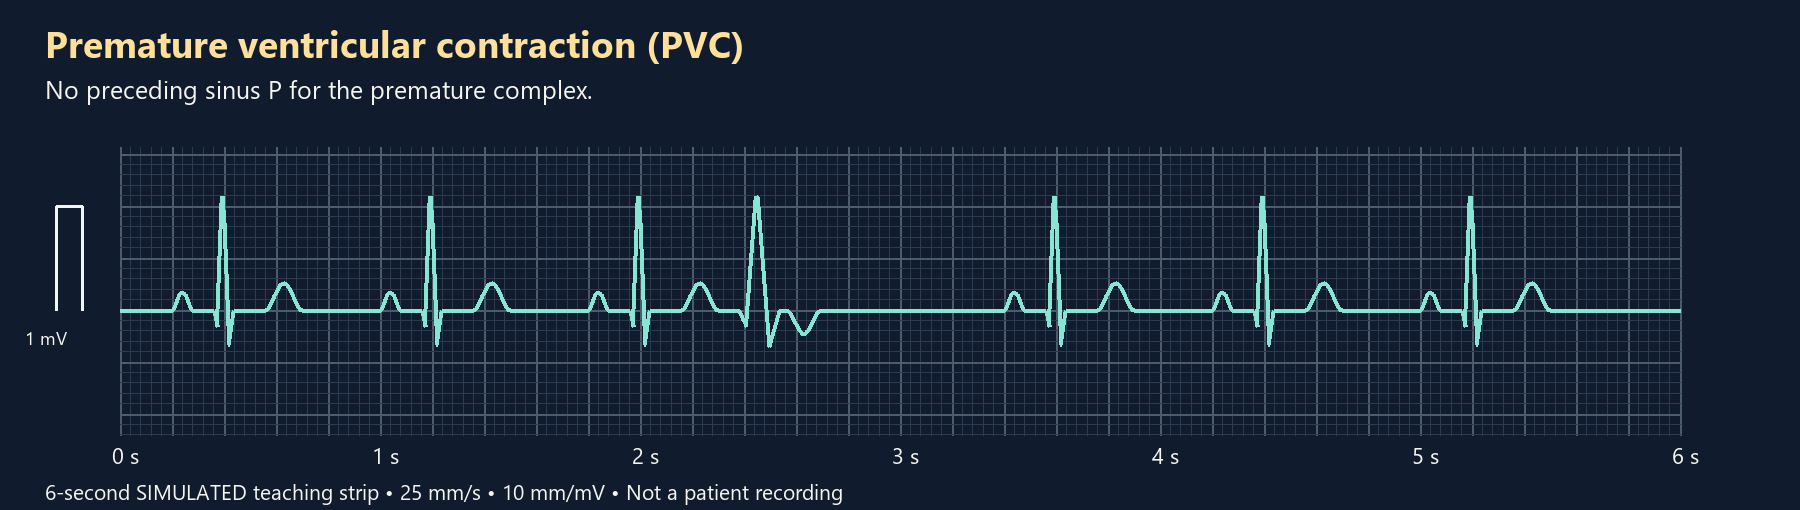 Premature ventricular contraction (PVC)
No preceding sinus P for the premature complex.
1 mV
0 s 1 s 2 s 3 s 4 s 5 s 6 s
6-second SIMULATED teaching strip • 25 mm/s • 10 mm/mV • Not a patient recording